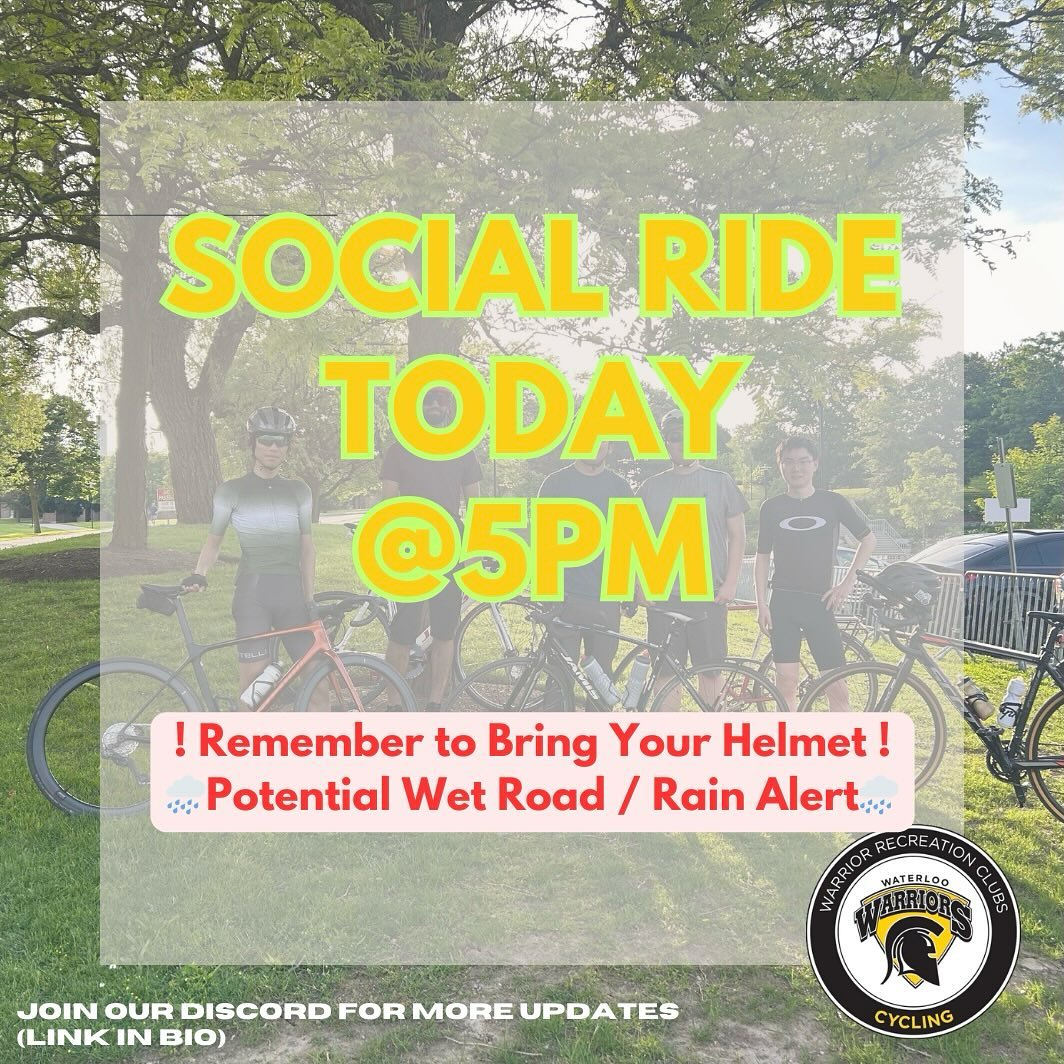 SOCIAL RIDE
TODAY
@5PM
! Remember to Bring Your Helmet !
🌧️Potential Wet Road / Rain Alert🌧️
WARRIOR RECREATION CLUBS
WATERLOO
WARRIORS
CYCLING
JOIN OUR DISCORD FOR MORE UPDATES
(LINK IN BIO)